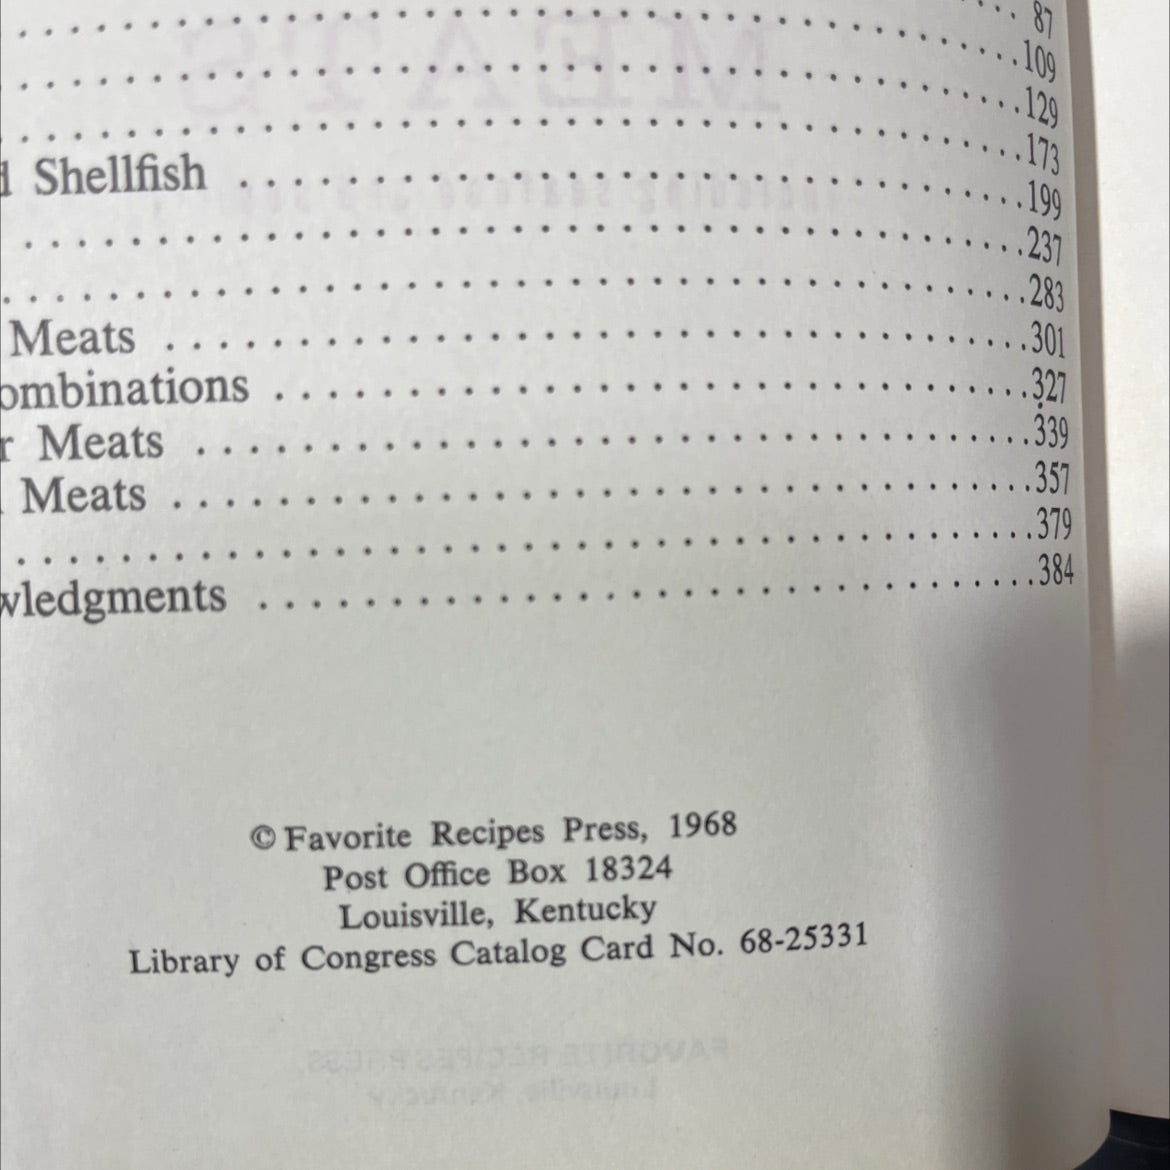 . . . . . . . . . . . . . . . . . . . . . . . . . . 87
. . . . . . . . . . . . . . . . . . . . . . . . . . 109
. . . . . . . . . . . . . . . . . . . . . . . . . . 129
. . . . . . . . . . . . . . . . . . . . . . . . . . 173
d Shellfish . . . . . . . . . . . . . . . . . . . . 199
. . . . . . . . . . . . . . . . . . . . . . . . . . 237
. . . . . . . . . . . . . . . . . . . . . . . . . . 283
Meats . . . . . . . . . . . . . . . . . . . . . . . 301
ombinations . . . . . . . . . . . . . . . . . . . . 327
r Meats . . . . . . . . . . . . . . . . . . . . . . 339
Meats . . . . . . . . . . . . . . . . . . . . . . . 357
. . . . . . . . . . . . . . . . . . . . . . . . . . 379
wledgments . . . . . . . . . . . . . . . . . . . . 384
© Favorite Recipes Press, 1968
Post Office Box 18324
Louisville, Kentucky
Library of Congress Catalog Card No. 68-25331